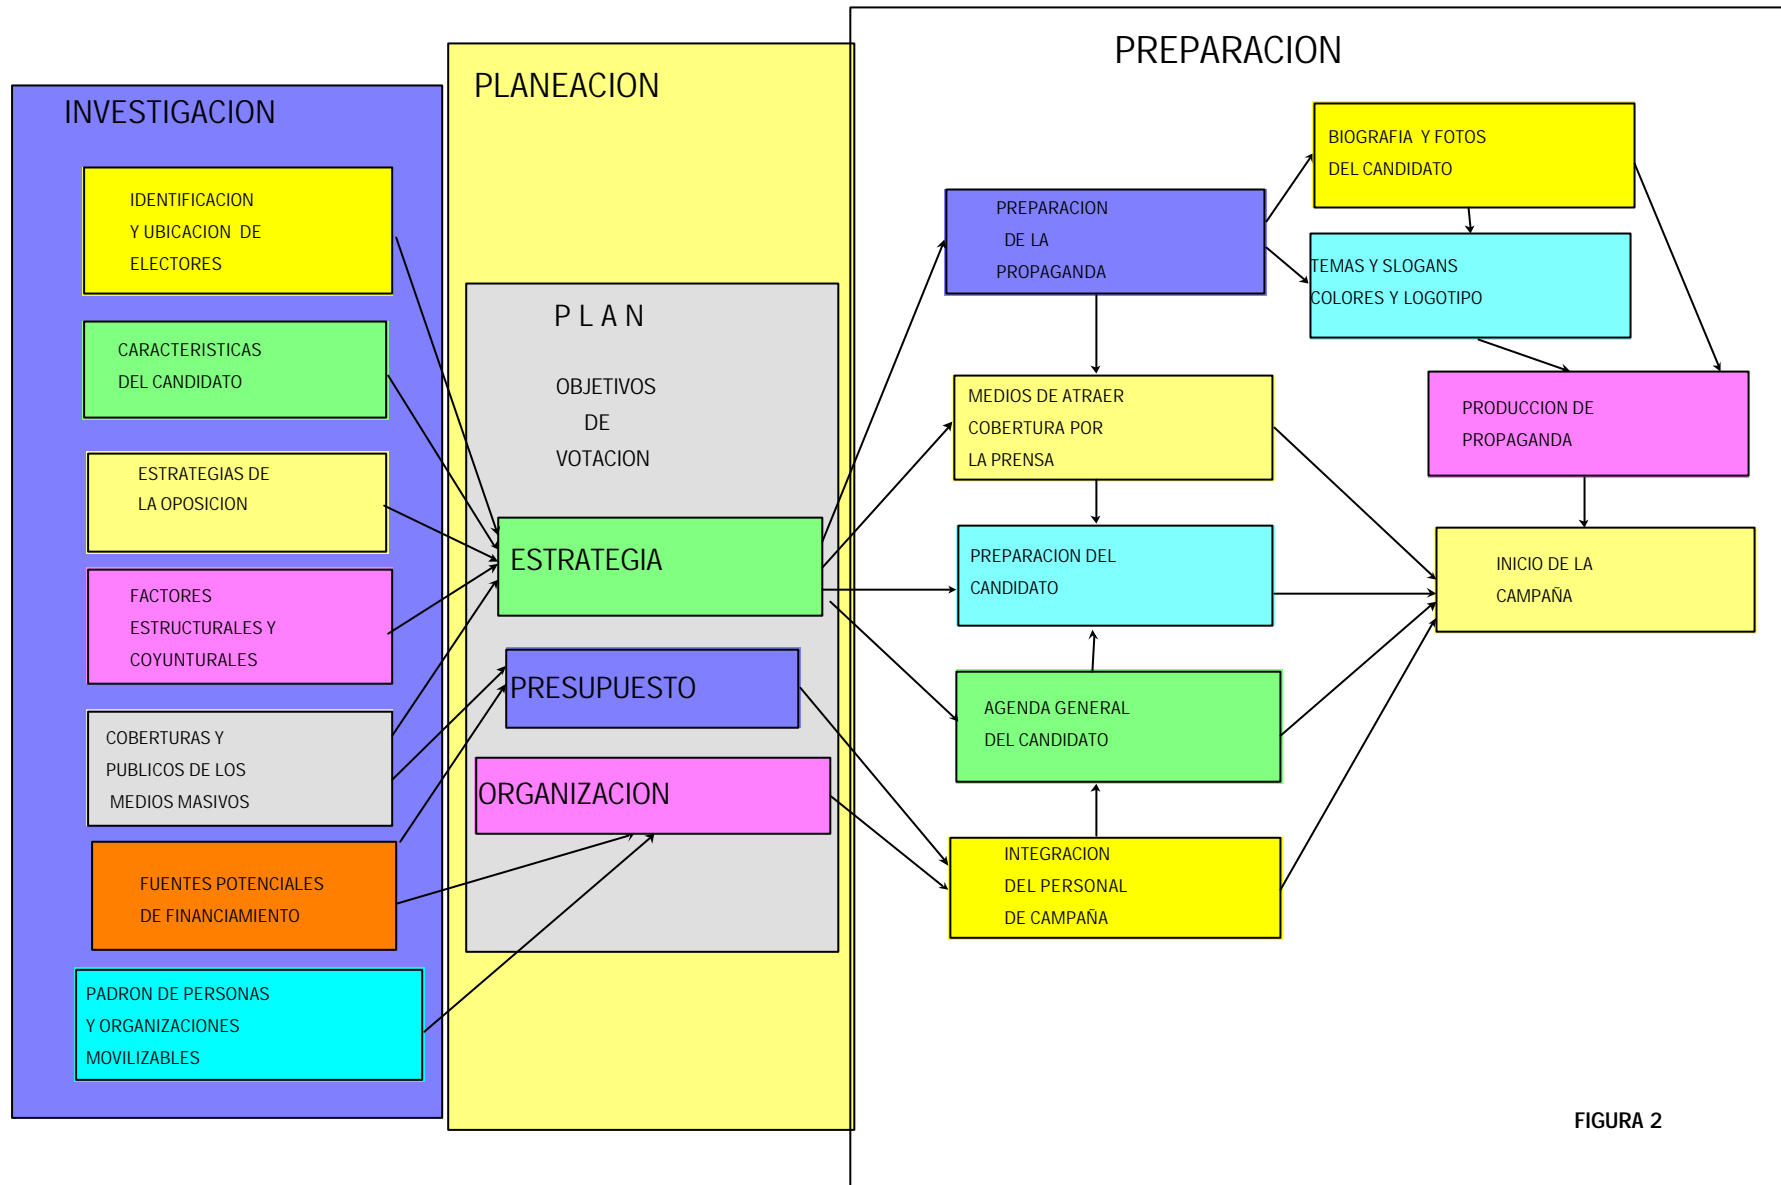 INVESTIGACION
IDENTIFICACION
Y UBICACION DE
ELECTORES
CARACTERISTICAS
DEL CANDIDATO
ESTRATEGIAS DE
LA OPOSICION
FACTORES
ESTRUCTURALES Y
COYUNTURALES
COBERTURAS Y
PUBLICOS DE LOS
MEDIOS MASIVOS
FUENTES POTENCIALES
DE FINANCIAMIENTO
PADRON DE PERSONAS
Y ORGANIZACIONES
MOVILIZABLES
PLANEACION
P L A N
OBJETIVOS
DE
VOTACION
ESTRATEGIA
PRESUPUESTO
ORGANIZACION
PREPARACION
PREPARACION
DE LA
PROPAGANDA
MEDIOS DE ATRAER
COBERTURA POR
LA PRENSA
PREPARACION DEL
CANDIDATO
AGENDA GENERAL
DEL CANDIDATO
INTEGRACION
DEL PERSONAL
DE CAMPAÑA
BIOGRAFIA Y FOTOS
DEL CANDIDATO
TEMAS Y SLOGANS
COLORES Y LOGOTIPO
PRODUCCION DE
PROPAGANDA
INICIO DE LA
CAMPAÑA
FIGURA 2